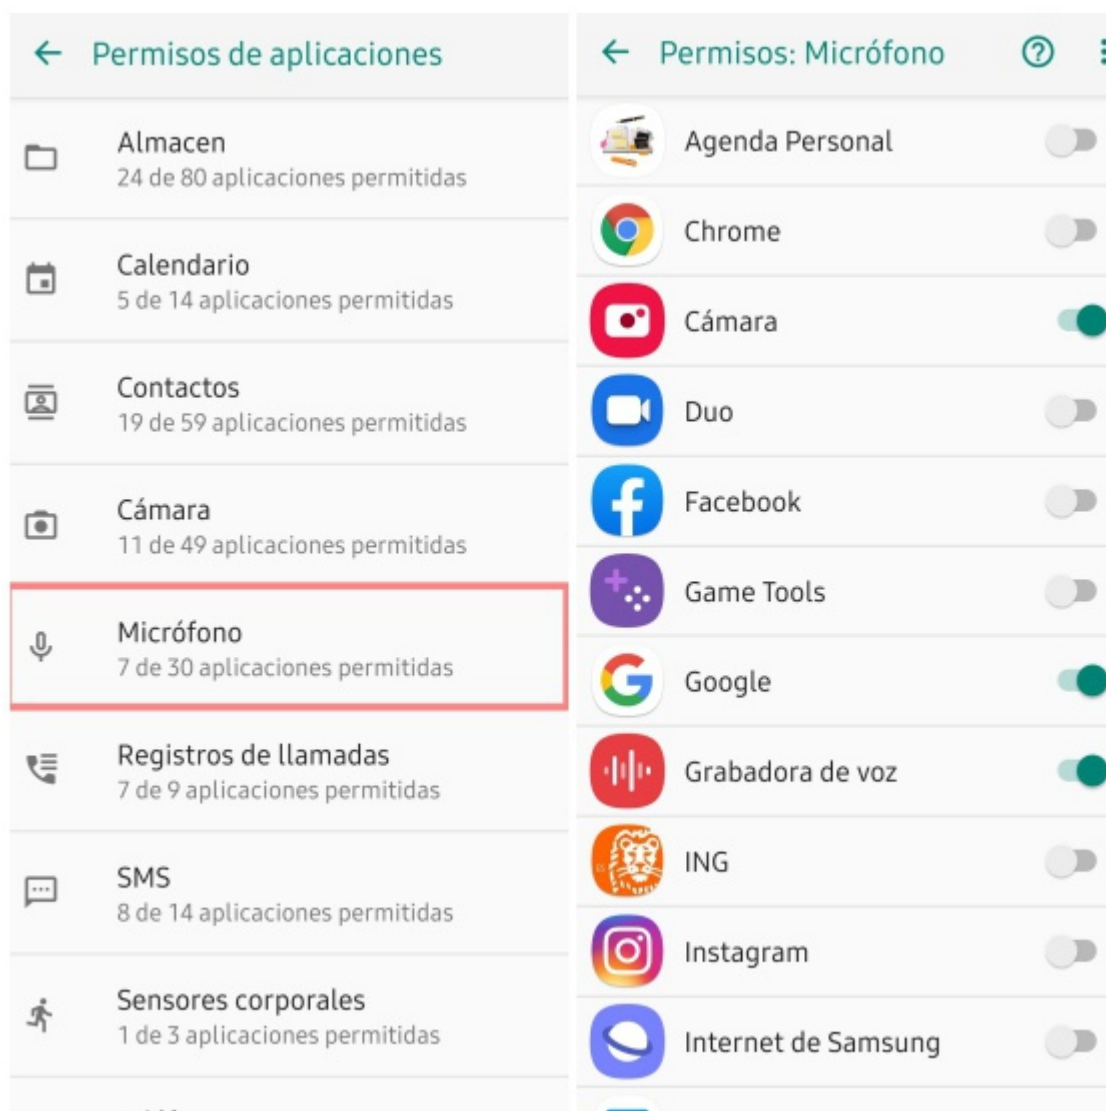 Permisos de aplicaciones
Almacen
24 de 80 aplicaciones permitidas
Calendario
5 de 14 aplicaciones permitidas
Contactos
19 de 59 aplicaciones permitidas
Cámara
11 de 49 aplicaciones permitidas
Micrófono
7 de 30 aplicaciones permitidas
Registros de llamadas
7 de 9 aplicaciones permitidas
SMS
8 de 14 aplicaciones permitidas
Sensores corporales
1 de 3 aplicaciones permitidas
Permisos: Micrófono
Agenda Personal
Chrome
Cámara
Duo
Facebook
Game Tools
Google
Grabadora de voz
ING
Instagram
Internet de Samsung